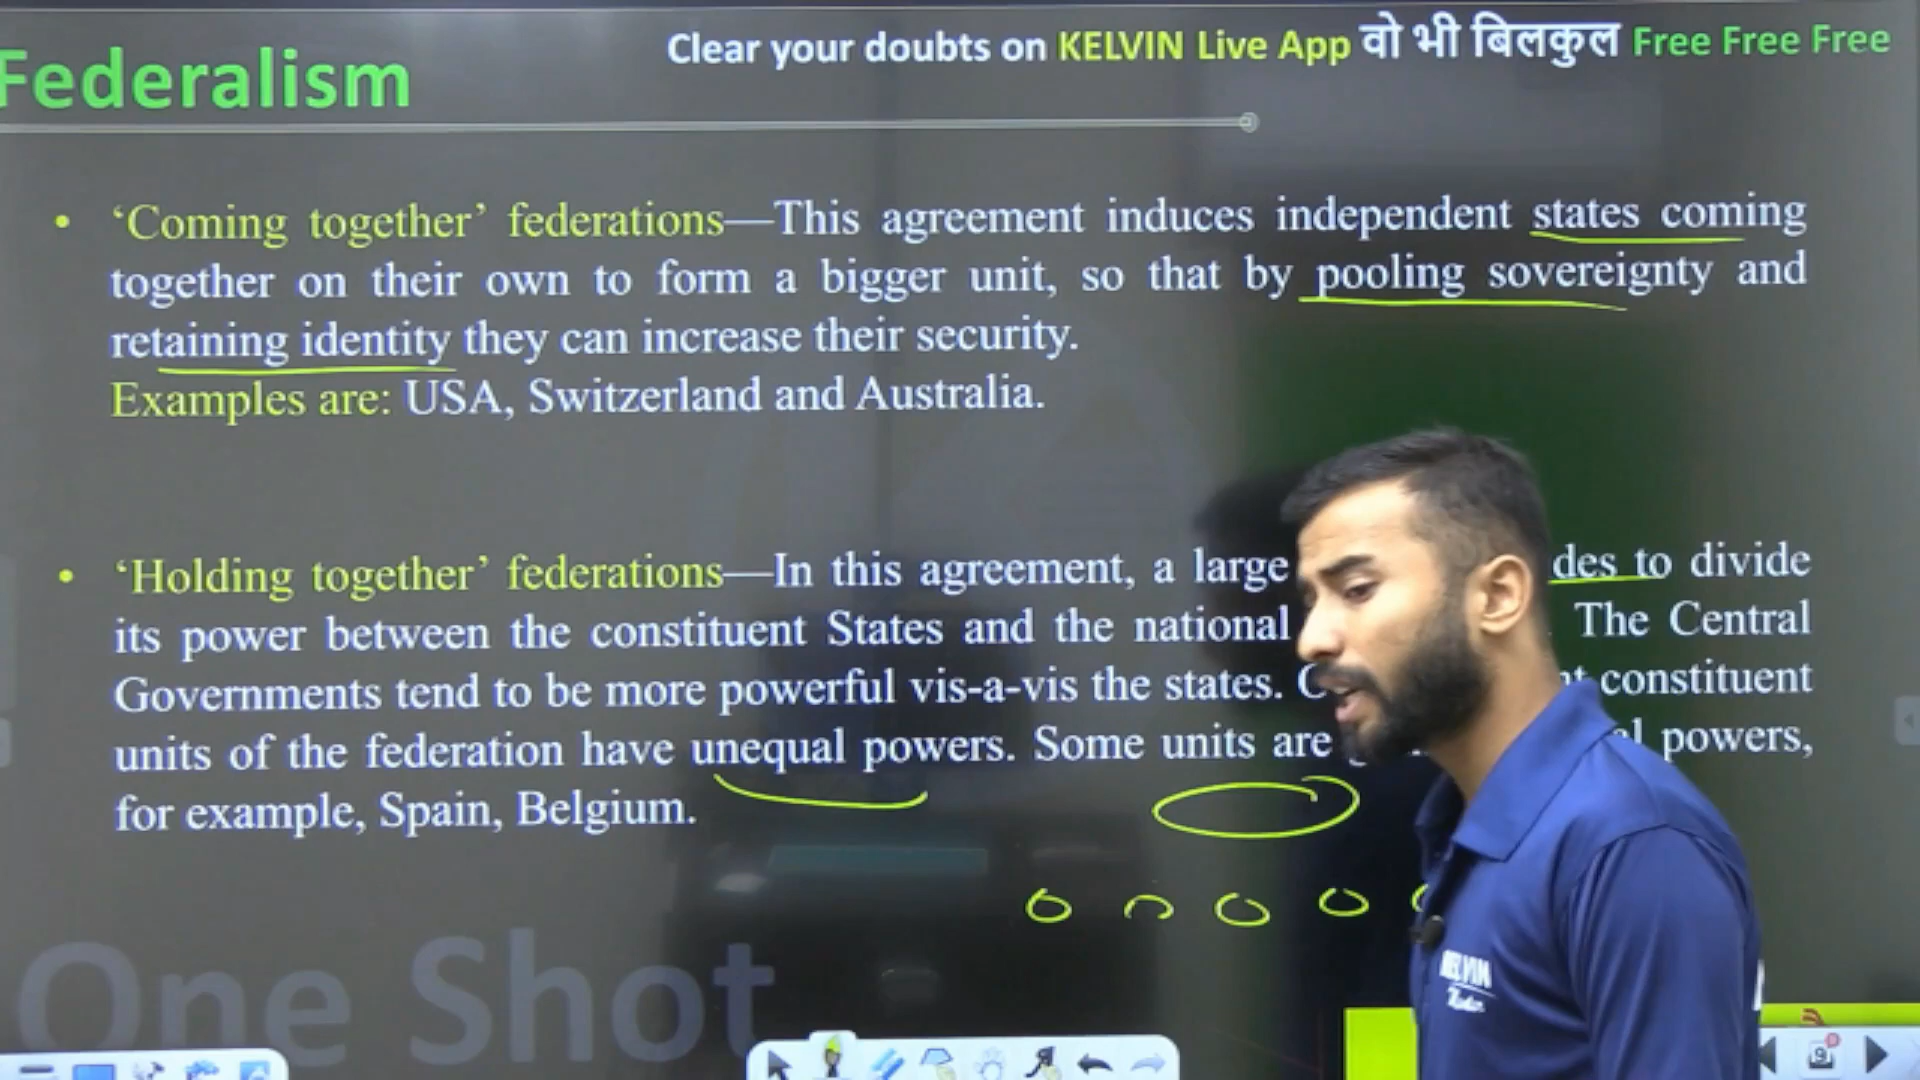 Clear your doubts on KELVIN Live App वो भी बिलकुल Free Free Free
Federalism
• ‘Coming together’ federations—This agreement induces independent states coming
together on their own to form a bigger unit, so that by pooling sovereignty and
retaining identity they can increase their security.
Examples are: USA, Switzerland and Australia.
• ‘Holding together’ federations—In this agreement, a large des to divide
its power between the constituent States and the national The Central
Governments tend to be more powerful vis-a-vis the states. constituent
units of the federation have unequal powers. Some units are powers,
for example, Spain, Belgium.
One Shot
KELVIN
9